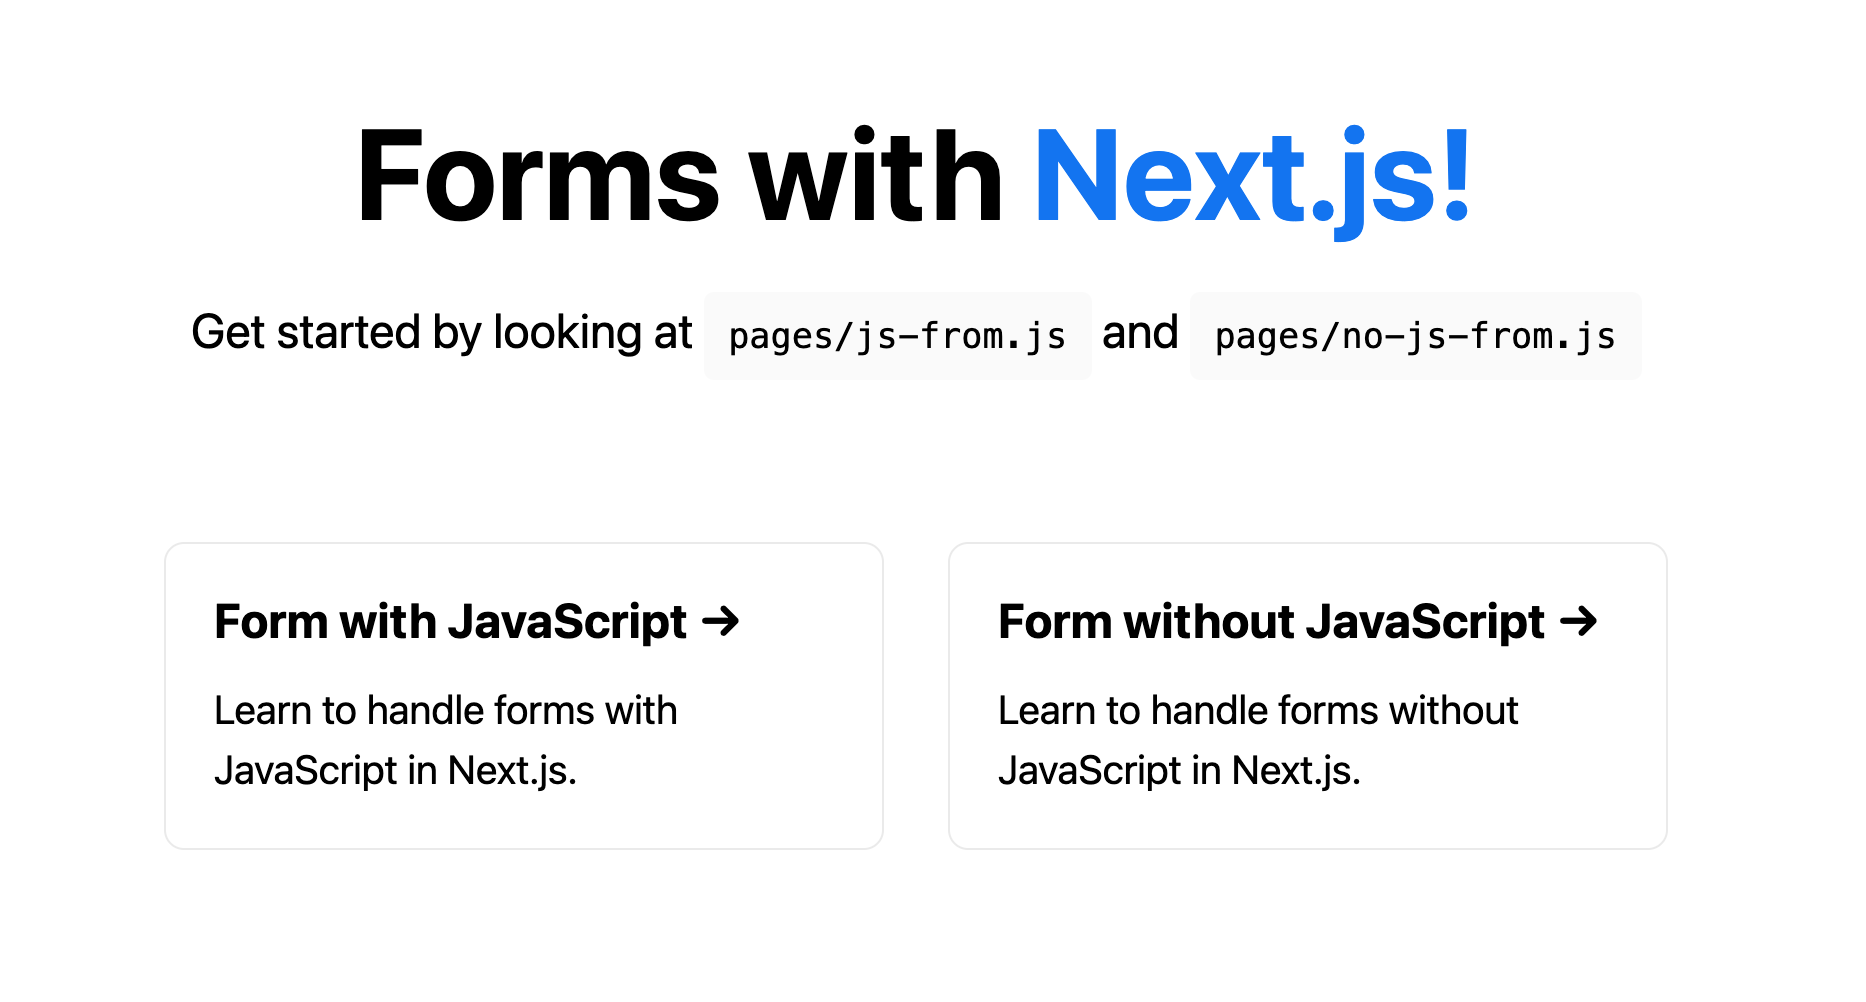 Forms with Next.js!
Get started by looking at pages/js-from.js and pages/no-js-from.js
Form with JavaScript →
Learn to handle forms with
JavaScript in Next.js.
Form without JavaScript →
Learn to handle forms without
JavaScript in Next.js.